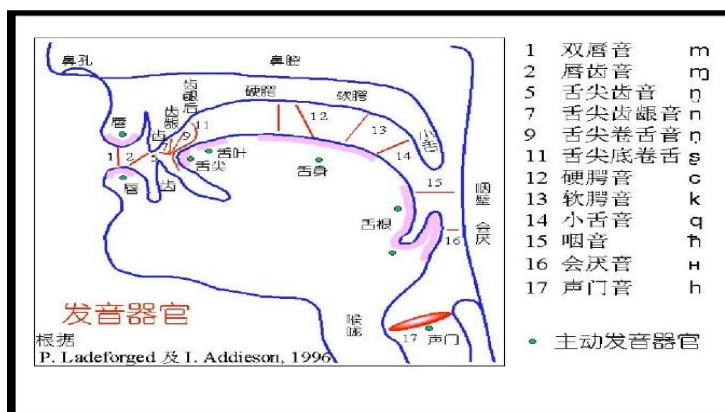 鼻孔
鼻腔
唇
唇
齿
齿
齿龈
齿龈后
硬腭
软腭
小舌
舌尖
舌叶
舌身
舌根
咽壁
会厌
喉咙
声门
1
2
5
7
9
11
12
13
14
15
16
17
发音器官
根据
P. Ladeforged 及 I. Addieson, 1996
1 双唇音 m
2 唇齿音 ɱ
5 舌尖齿音 n̪
7 舌尖齿龈音 n
9 舌尖卷舌音 ṇ
11 舌尖底卷舌 ṣ
12 硬腭音 c
13 软腭音 k
14 小舌音 q
15 咽音 ħ
16 会厌音 ʜ
17 声门音 h
主动发音器官